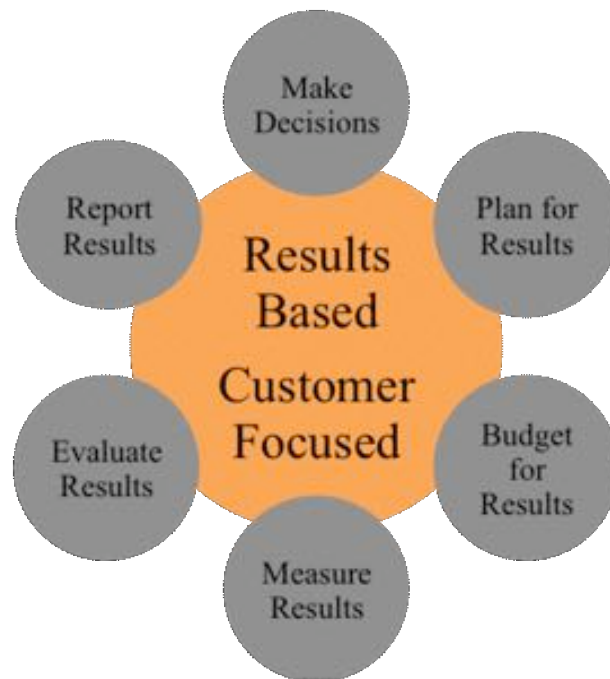 Make
Decisions
Plan for
Results
Budget
for
Results
Measure
Results
Evaluate
Results
Report
Results
Results
Based
Customer
Focused